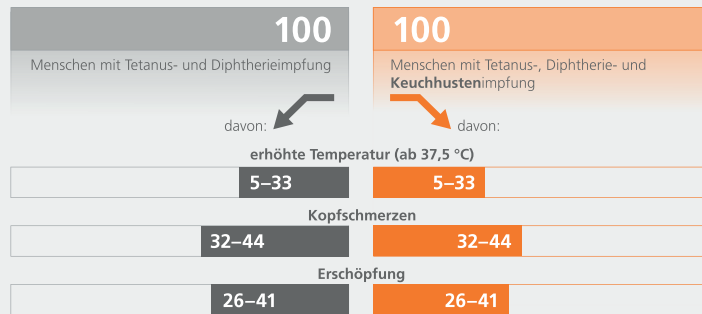 100
Menschen mit Tetanus- und Diphtherieimpfung
100
Menschen mit Tetanus-, Diphtherie- und
Keuchhustenimpfung
davon:
davon:
erhöhte Temperatur (ab 37,5 °C)
5–33
5–33
Kopfschmerzen
32–44
32–44
Erschöpfung
26–41
26–41